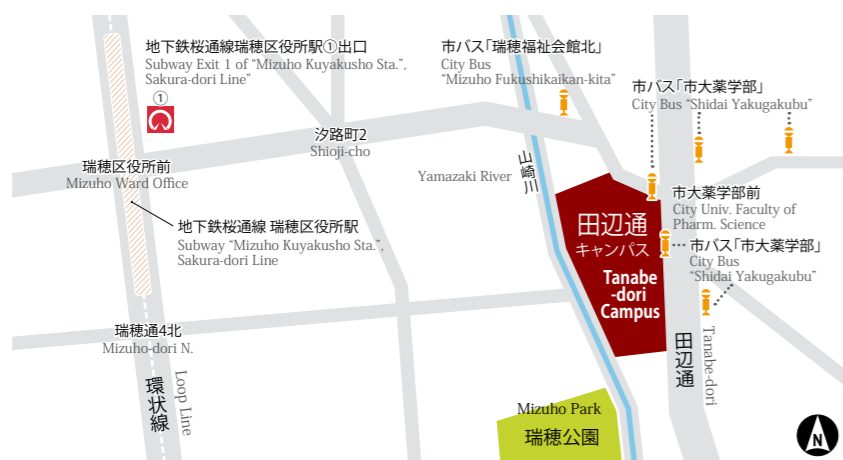 地下鉄桜通線瑞穂区役所駅①出口
Subway Exit 1 of “Mizuho Kuyakusho Sta.”,
Sakura-dori Line”
①
市バス「瑞穂福祉会館北」
City Bus
“Mizuho Fukushikaikan-kita”
市バス「市大薬学部」
City Bus “Shidai Yakugakubu”
汐路町2
Shioji-cho
瑞穂区役所前
Mizuho Ward Office
Yamazaki River
山崎川
地下鉄桜通線 瑞穂区役所駅
Subway “Mizuho Kuyakusho Sta.”,
Sakura-dori Line
田辺通
キャンパス
Tanabe
-dori
Campus
市大薬学部前
City Univ. Faculty of
Pharm. Science
市バス「市大薬学部」
City Bus
“Shidai Yakugakubu”
瑞穂通4北
Mizuho-dori N.
環状線
Loop Line
田辺通
Tanabe-dori
Mizuho Park
瑞穂公園
N